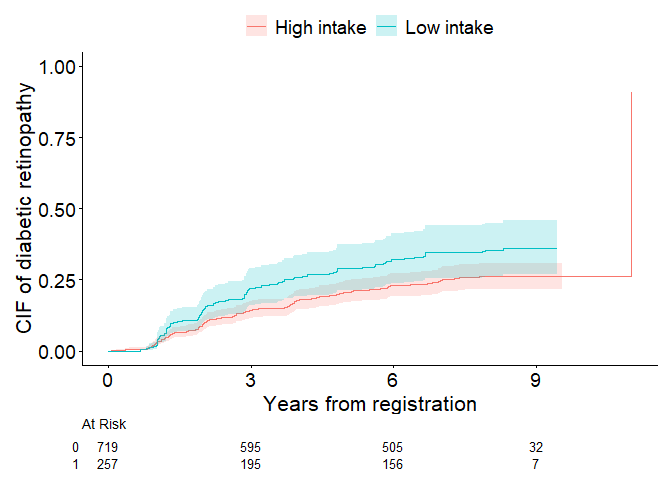 High intake Low intake
CIF of diabetic retinopathy
1.00
0.75
0.50
0.25
0.00
0 3 6 9
Years from registration
At Risk
0 719 595 505 32
1 257 195 156 7